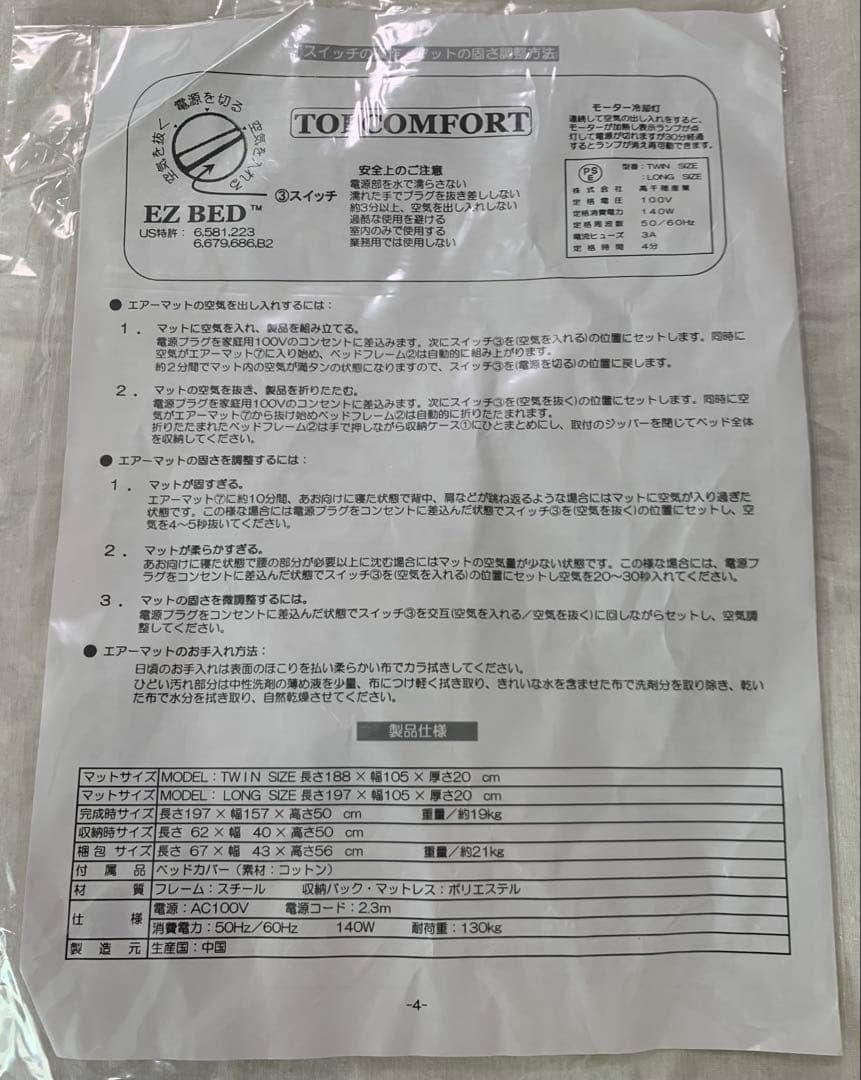 スイッチの 作 マットの固さ調整方法
空気を抜く
電源を切る
空気を入れる
③スイッチ
EZ BED™
US特許：6,581,223
6,679,686,B2
TO COMFORT
安全上のご注意
電源部を水で濡らさない
濡れた手でプラグを抜き差ししない
約3分以上、空気を出し入れしない
過酷な使用を避ける
室内のみで使用する
業務用では使用しない
モーター冷却灯
連続して空気の出し入れをすると、
モーターが加熱し表示ランプが点
灯して電源が切れますが30分経過
するとランプが消え再可動できます。
PS
E
型番：TWIN SIZE
：LONG SIZE
株式会社 高千穂産業
定格電圧 100V
定格消費電力 140W
定格周波数 50/60Hz
電流ヒューズ 3A
定格時間 4分
● エアーマットの空気を出し入れするには：
1． マットに空気を入れ、製品を組み立てる。
電源プラグを家庭用100Vのコンセントに差込みます。次にスイッチ③を(空気を入れる)の位置にセットします。同時に
空気がエアーマット⑦に入り始め、ベッドフレーム②は自動的に組み上がります。
約2分間でマット内の空気が満タンの状態になりますので、スイッチ③を(電源を切る)の位置に戻します。
2． マットの空気を抜き、製品を折りたたむ。
電源プラグを家庭用100Vのコンセントに差込みます。次にスイッチ③を(空気を抜く)の位置にセットします。同時に空
気がエアーマット⑦から抜け始めベッドフレーム②は自動的に折りたたまれます。
折りたたまれたベッドフレーム②は手で押しながら収納ケース①にひとまとめにし、取付のジッパーを閉じてベッド全体
を収納してください。
● エアーマットの固さを調整するには：
1． マットが固すぎる。
エアーマット⑦に約10分間、あお向けに寝た状態で背中、肩などが跳ね返るような場合にはマットに空気が入り過ぎた
状態です。この様な場合には電源プラグをコンセントに差込んだ状態でスイッチ③を(空気を抜く)の位置にセットし、空
気を4～5秒抜いてください。
2． マットが柔らかすぎる。
あお向けに寝た状態で腰の部分が必要以上に沈む場合にはマットの空気量が少ない状態です。この様な場合には、電源プ
ラグをコンセントに差込んだ状態でスイッチ③を(空気を入れる)の位置にセットし空気を20～30秒入れてください。
3． マットの固さを微調整するには。
電源プラグをコンセントに差込んだ状態でスイッチ③を交互(空気を入れる／空気を抜く)に回しながらセットし、空気調
整してください。
● エアーマットのお手入れ方法：
日頃のお手入れは表面のほこりを払い柔らかい布でカラ拭きしてください。
ひどい汚れ部分は中性洗剤の薄め液を少量、布につけ軽く拭き取り、きれいな水を含ませた布で洗剤分を取り除き、乾い
た布で水分を拭き取り、自然乾燥させてください。
製品仕様
マットサイズ MODEL：TWIN SIZE 長さ188 × 幅105 × 厚さ20 cm
マットサイズ MODEL：LONG SIZE 長さ197 × 幅105 × 厚さ20 cm
完成時サイズ 長さ197 × 幅157 × 高さ50 cm 重量／約19kg
収納時サイズ 長さ 62 × 幅 40 × 高さ50 cm
梱包サイズ 長さ 67 × 幅 43 × 高さ56 cm 重量／約21kg
付属品 ベッドカバー（素材：コットン）
材質 フレーム：スチール 収納バック・マットレス：ポリエステル
仕様 電源：AC100V 電源コード：2.3m
消費電力：50Hz/60Hz 140W 耐荷重：130kg
製造元 生産国：中国
-4-